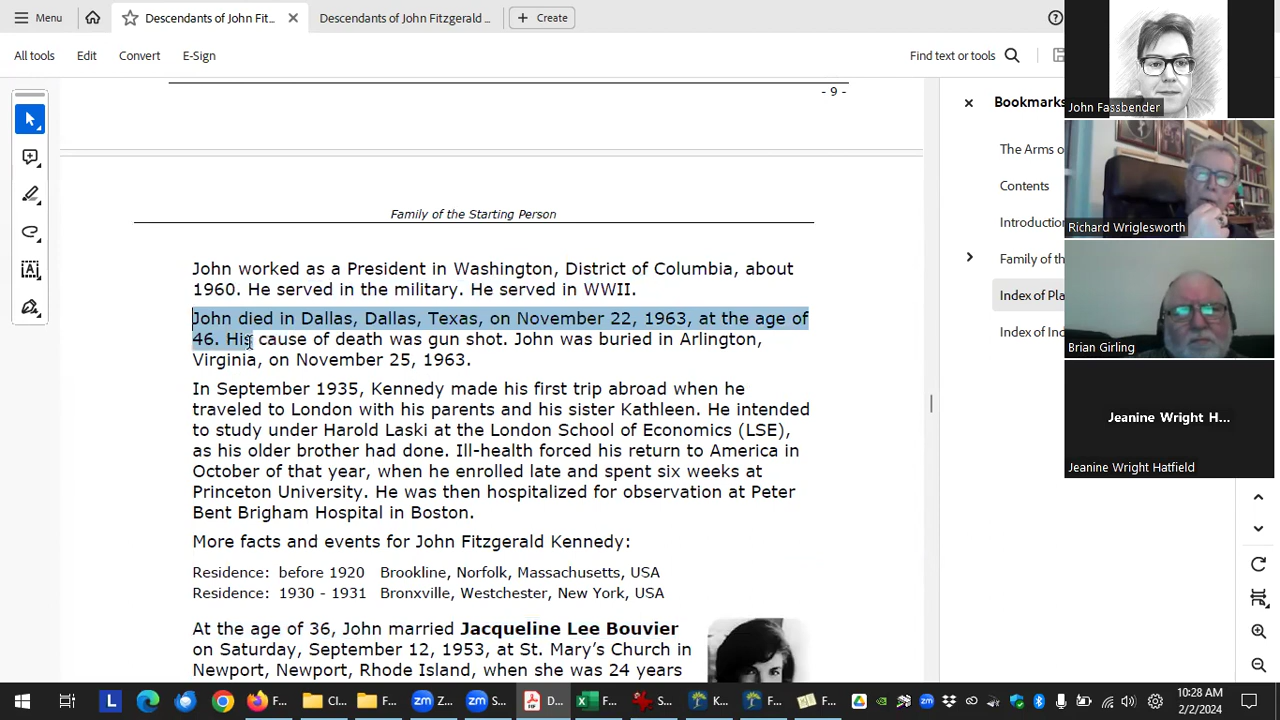 Menu
Descendants of John Fitz...
Descendants of John Fitzgerald ...
Create
All tools
Edit
Convert
E-Sign
Find text or tools
- 9 -
Family of the Starting Person
John worked as a President in Washington, District of Columbia, about
1960. He served in the military. He served in WWII.
John died in Dallas, Dallas, Texas, on November 22, 1963, at the age of
46. His cause of death was gun shot. John was buried in Arlington,
Virginia, on November 25, 1963.
In September 1935, Kennedy made his first trip abroad when he
traveled to London with his parents and his sister Kathleen. He intended
to study under Harold Laski at the London School of Economics (LSE),
as his older brother had done. Ill-health forced his return to America in
October of that year, when he enrolled late and spent six weeks at
Princeton University. He was then hospitalized for observation at Peter
Bent Brigham Hospital in Boston.
More facts and events for John Fitzgerald Kennedy:
Residence: before 1920 Brookline, Norfolk, Massachusetts, USA
Residence: 1930 - 1931 Bronxville, Westchester, New York, USA
At the age of 36, John married Jacqueline Lee Bouvier
on Saturday, September 12, 1953, at St. Mary's Church in
Newport, Newport, Rhode Island, when she was 24 years
Bookmarks
The Arms o
Contents
Introduction
Family of the
Index of Pla
Index of Ind
John Fassbender
Richard Wriglesworth
Brian Girling
Jeanine Wright H...
Jeanine Wright Hatfield
L
F...
Cl...
F...
zm
Z...
zm
S...
D...
F...
S...
K...
F...
F...
zm
10:28 AM
2/2/2024